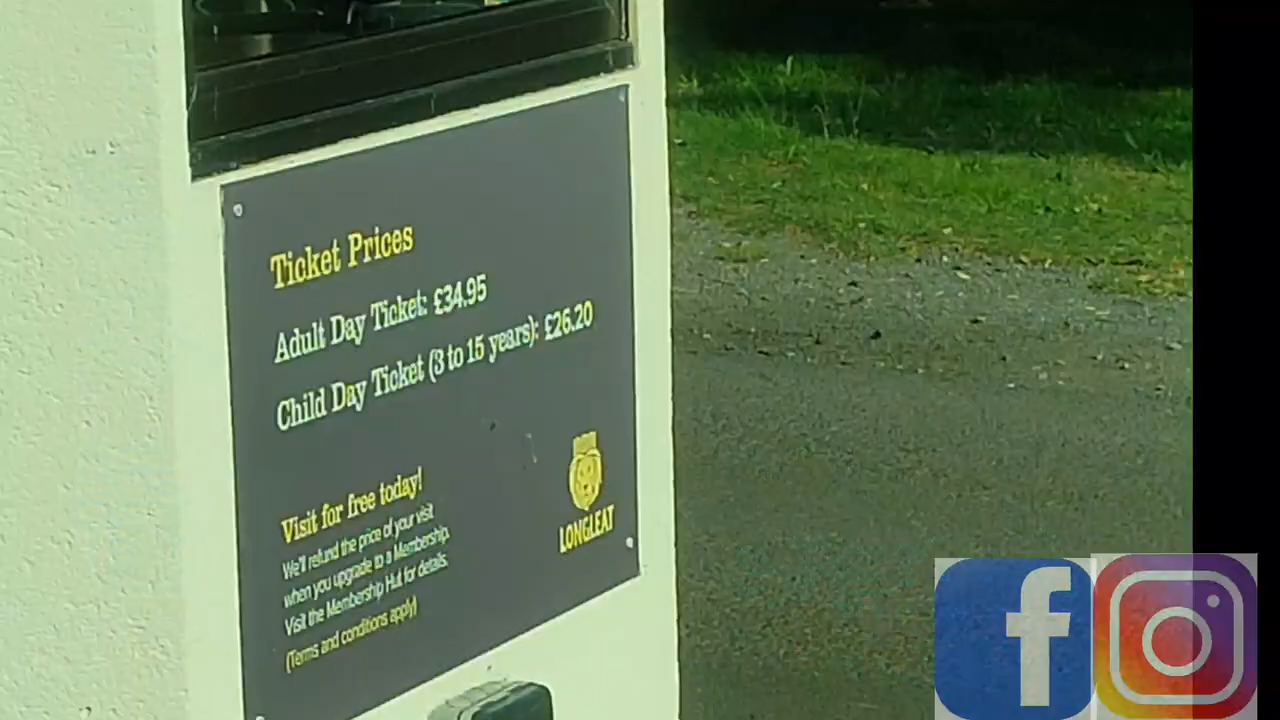 Ticket Prices
Adult Day Ticket: £34.95
Child Day Ticket (3 to 15 years): £26.20
Visit for free today!
We'll refund the price of your visit
when you upgrade to a Membership.
Visit the Membership Hut for details.
(Terms and conditions apply)
LONGLEAT